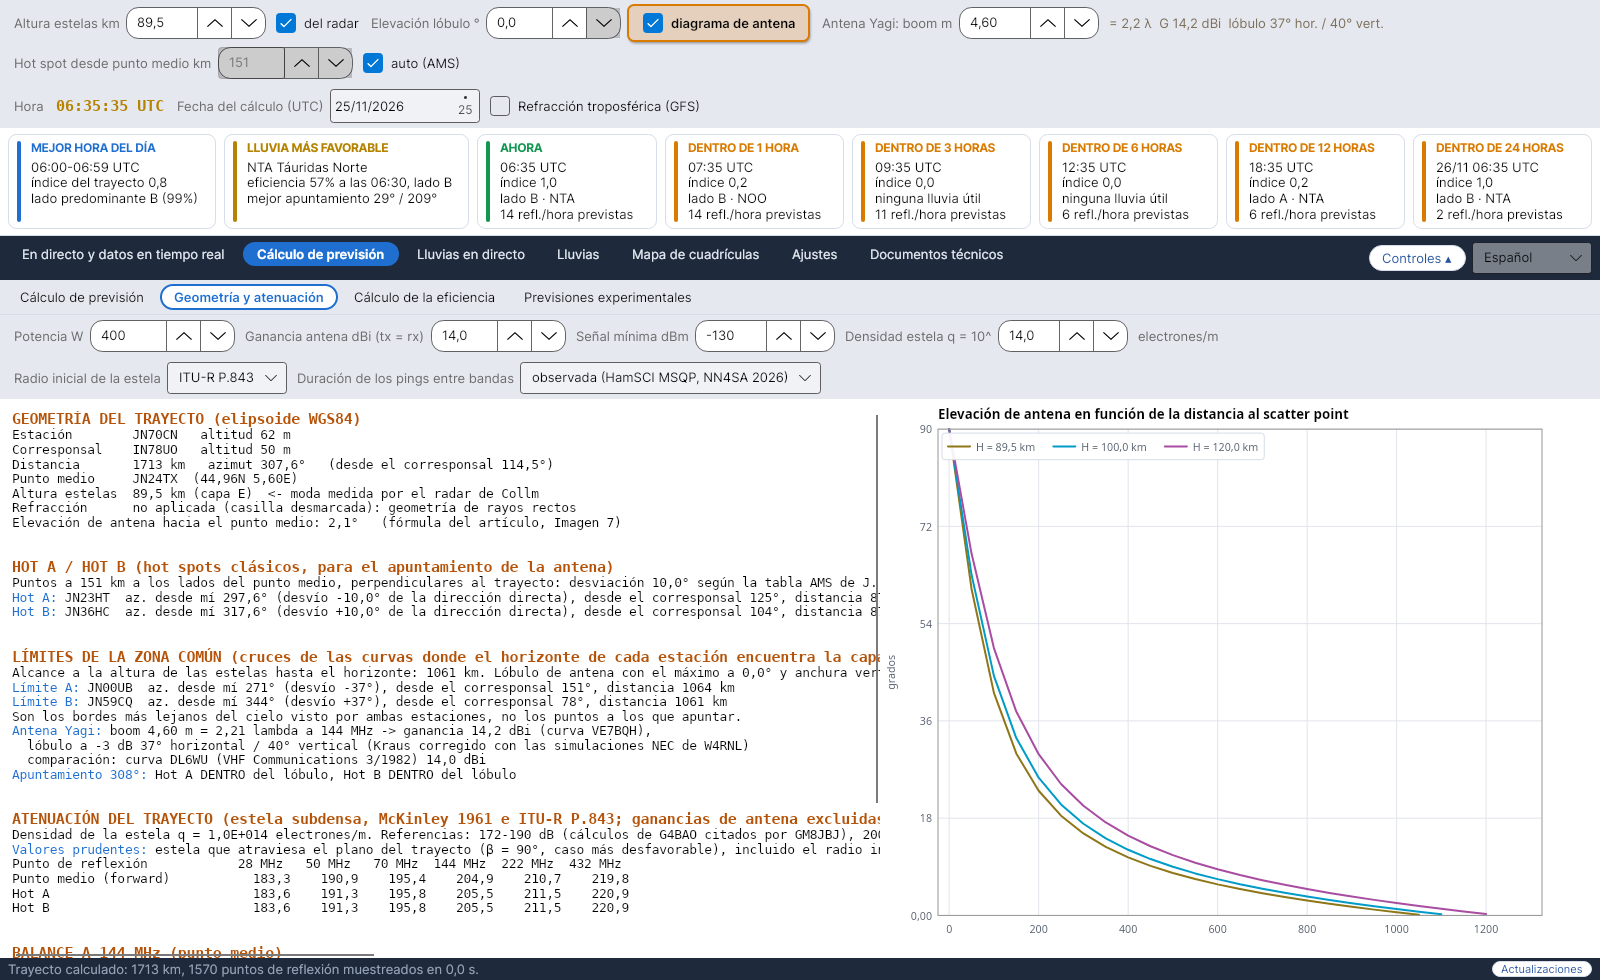 Altura estelas km 89,5 del radar Elevación lóbulo ° 0,0 diagrama de antena Antena Yagi: boom m 4,60 = 2,2 λ G 14,2 dBi lóbulo 37° hor. / 40° vert.
Hot spot desde punto medio km 151 auto (AMS)
Hora 06:35:35 UTC Fecha del cálculo (UTC) 25/11/2026 25 Refracción troposférica (GFS)
MEJOR HORA DEL DÍA
06:00-06:59 UTC
índice del trayecto 0,8
lado predominante B (99%)
LLUVIA MÁS FAVORABLE
NTA Táuridas Norte
eficiencia 57% a las 06:30, lado B
mejor apuntamiento 29° / 209°
AHORA
06:35 UTC
índice 1,0
lado B · NTA
14 refl./hora previstas
DENTRO DE 1 HORA
07:35 UTC
índice 0,2
lado B · NOO
14 refl./hora previstas
DENTRO DE 3 HORAS
09:35 UTC
índice 0,0
ninguna lluvia útil
11 refl./hora previstas
DENTRO DE 6 HORAS
12:35 UTC
índice 0,0
ninguna lluvia útil
6 refl./hora previstas
DENTRO DE 12 HORAS
18:35 UTC
índice 0,2
lado A · NTA
6 refl./hora previstas
DENTRO DE 24 HORAS
26/11 06:35 UTC
índice 1,0
lado B · NTA
2 refl./hora previstas
En directo y datos en tiempo real Cálculo de previsión Lluvias en directo Lluvias Mapa de cuadrículas Ajustes Documentos técnicos Controles ▴ Español
Cálculo de previsión Geometría y atenuación Cálculo de la eficiencia Previsiones experimentales
Potencia W 400 Ganancia antena dBi (tx = rx) 14,0 Señal mínima dBm -130 Densidad estela q = 10^ 14,0 electrones/m
Radio inicial de la estela ITU-R P.843 Duración de los pings entre bandas observada (HamSCI MSQP, NN4SA 2026)
GEOMETRÍA DEL TRAYECTO (elipsoide WGS84)
Estación JN70CN altitud 62 m
Corresponsal IN78UO altitud 50 m
Distancia 1713 km azimut 307,6° (desde el corresponsal 114,5°)
Punto medio JN24TX (44,96N 5,60E)
Altura estelas 89,5 km (capa E) <- moda medida por el radar de Collm
Refracción no aplicada (casilla desmarcada): geometría de rayos rectos
Elevación de antena hacia el punto medio: 2,1° (fórmula del artículo, Imagen 7)
HOT A / HOT B (hot spots clásicos, para el apuntamiento de la antena)
Puntos a 151 km a los lados del punto medio, perpendiculares al trayecto: desviación 10,0° según la tabla AMS de J.
Hot A: JN23HT az. desde mí 297,6° (desvío -10,0° de la dirección directa), desde el corresponsal 125°, distancia 8
Hot B: JN36HC az. desde mí 317,6° (desvío +10,0° de la dirección directa), desde el corresponsal 104°, distancia 8
LÍMITES DE LA ZONA COMÚN (cruces de las curvas donde el horizonte de cada estación encuentra la cap
Alcance a la altura de las estelas hasta el horizonte: 1061 km. Lóbulo de antena con el máximo a 0,0° y anchura ver
Límite A: JN00UB az. desde mí 271° (desvío -37°), desde el corresponsal 151°, distancia 1064 km
Límite B: JN59CQ az. desde mí 344° (desvío +37°), desde el corresponsal 78°, distancia 1061 km
Son los bordes más lejanos del cielo visto por ambas estaciones, no los puntos a los que apuntar.
Antena Yagi: boom 4,60 m = 2,21 lambda a 144 MHz -> ganancia 14,2 dBi (curva VE7BQH),
lóbulo a -3 dB 37° horizontal / 40° vertical (Kraus corregido con las simulaciones NEC de W4RNL)
comparación: curva DL6WU (VHF Communications 3/1982) 14,0 dBi
Apuntamiento 308°: Hot A DENTRO del lóbulo, Hot B DENTRO del lóbulo
ATENUACIÓN DEL TRAYECTO (estela subdensa, McKinley 1961 e ITU-R P.843; ganancias de antena excluidas
Densidad de la estela q = 1,0E+014 electrones/m. Referencias: 172-190 dB (cálculos de G4BAO citados por GM8JBJ), 200
Valores prudentes: estela que atraviesa el plano del trayecto (β = 90°, caso más desfavorable), incluido el radio in
Punto de reflexión 28 MHz 50 MHz 70 MHz 144 MHz 222 MHz 432 MHz
Punto medio (forward) 183,3 190,9 195,4 204,9 210,7 219,8
Hot A 183,6 191,3 195,8 205,5 211,5 220,9
Hot B 183,6 191,3 195,8 205,5 211,5 220,9
BALANCE A 144 MHz (punto medio)
Elevación de antena en función de la distancia al scatter point
H = 89,5 km H = 100,0 km H = 120,0 km
grados
90
72
54
36
18
0,00
0 200 400 600 800 1000 1200
Trayecto calculado: 1713 km, 1570 puntos de reflexión muestreados en 0,0 s. Actualizaciones